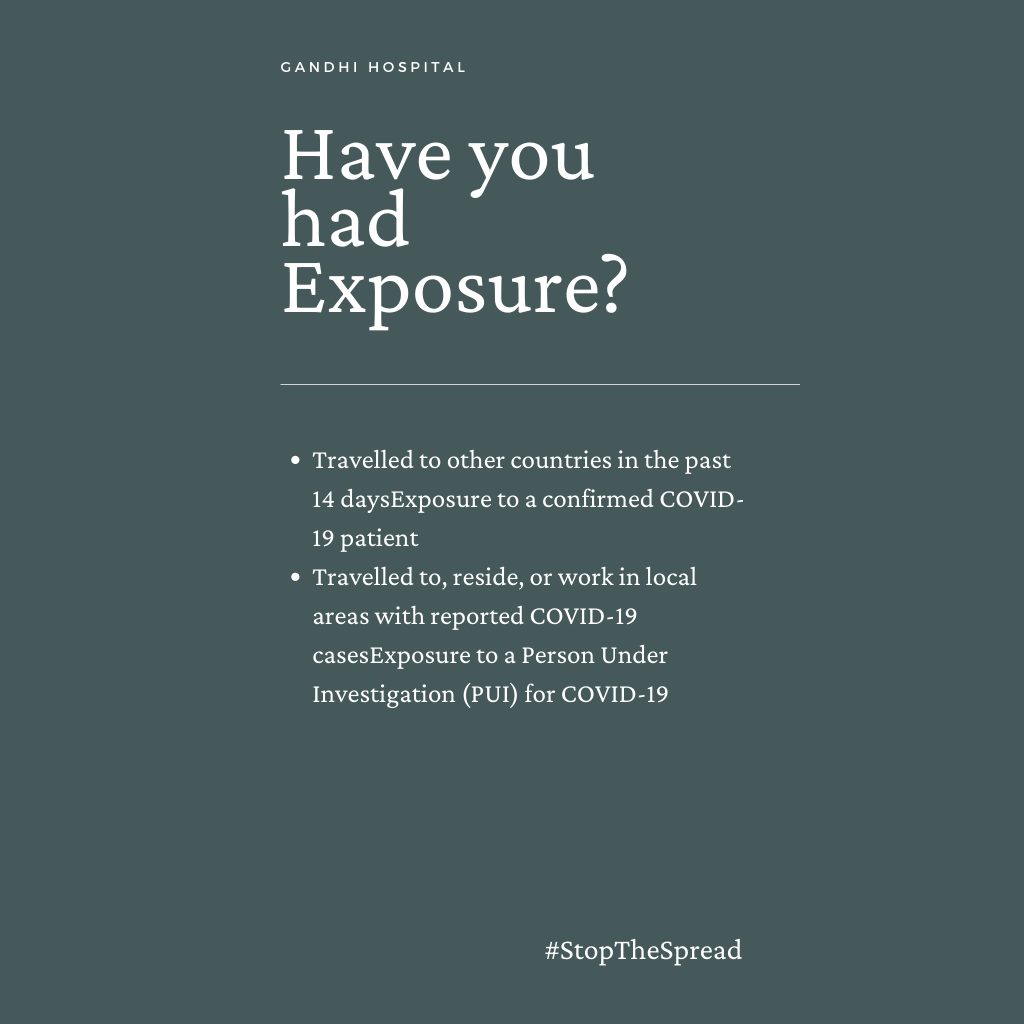 GANDHI HOSPITAL
Have you
had
Exposure?
• Travelled to other countries in the past
14 daysExposure to a confirmed COVID-
19 patient
• Travelled to, reside, or work in local
areas with reported COVID-19
casesExposure to a Person Under
Investigation (PUI) for COVID-19
#StopTheSpread